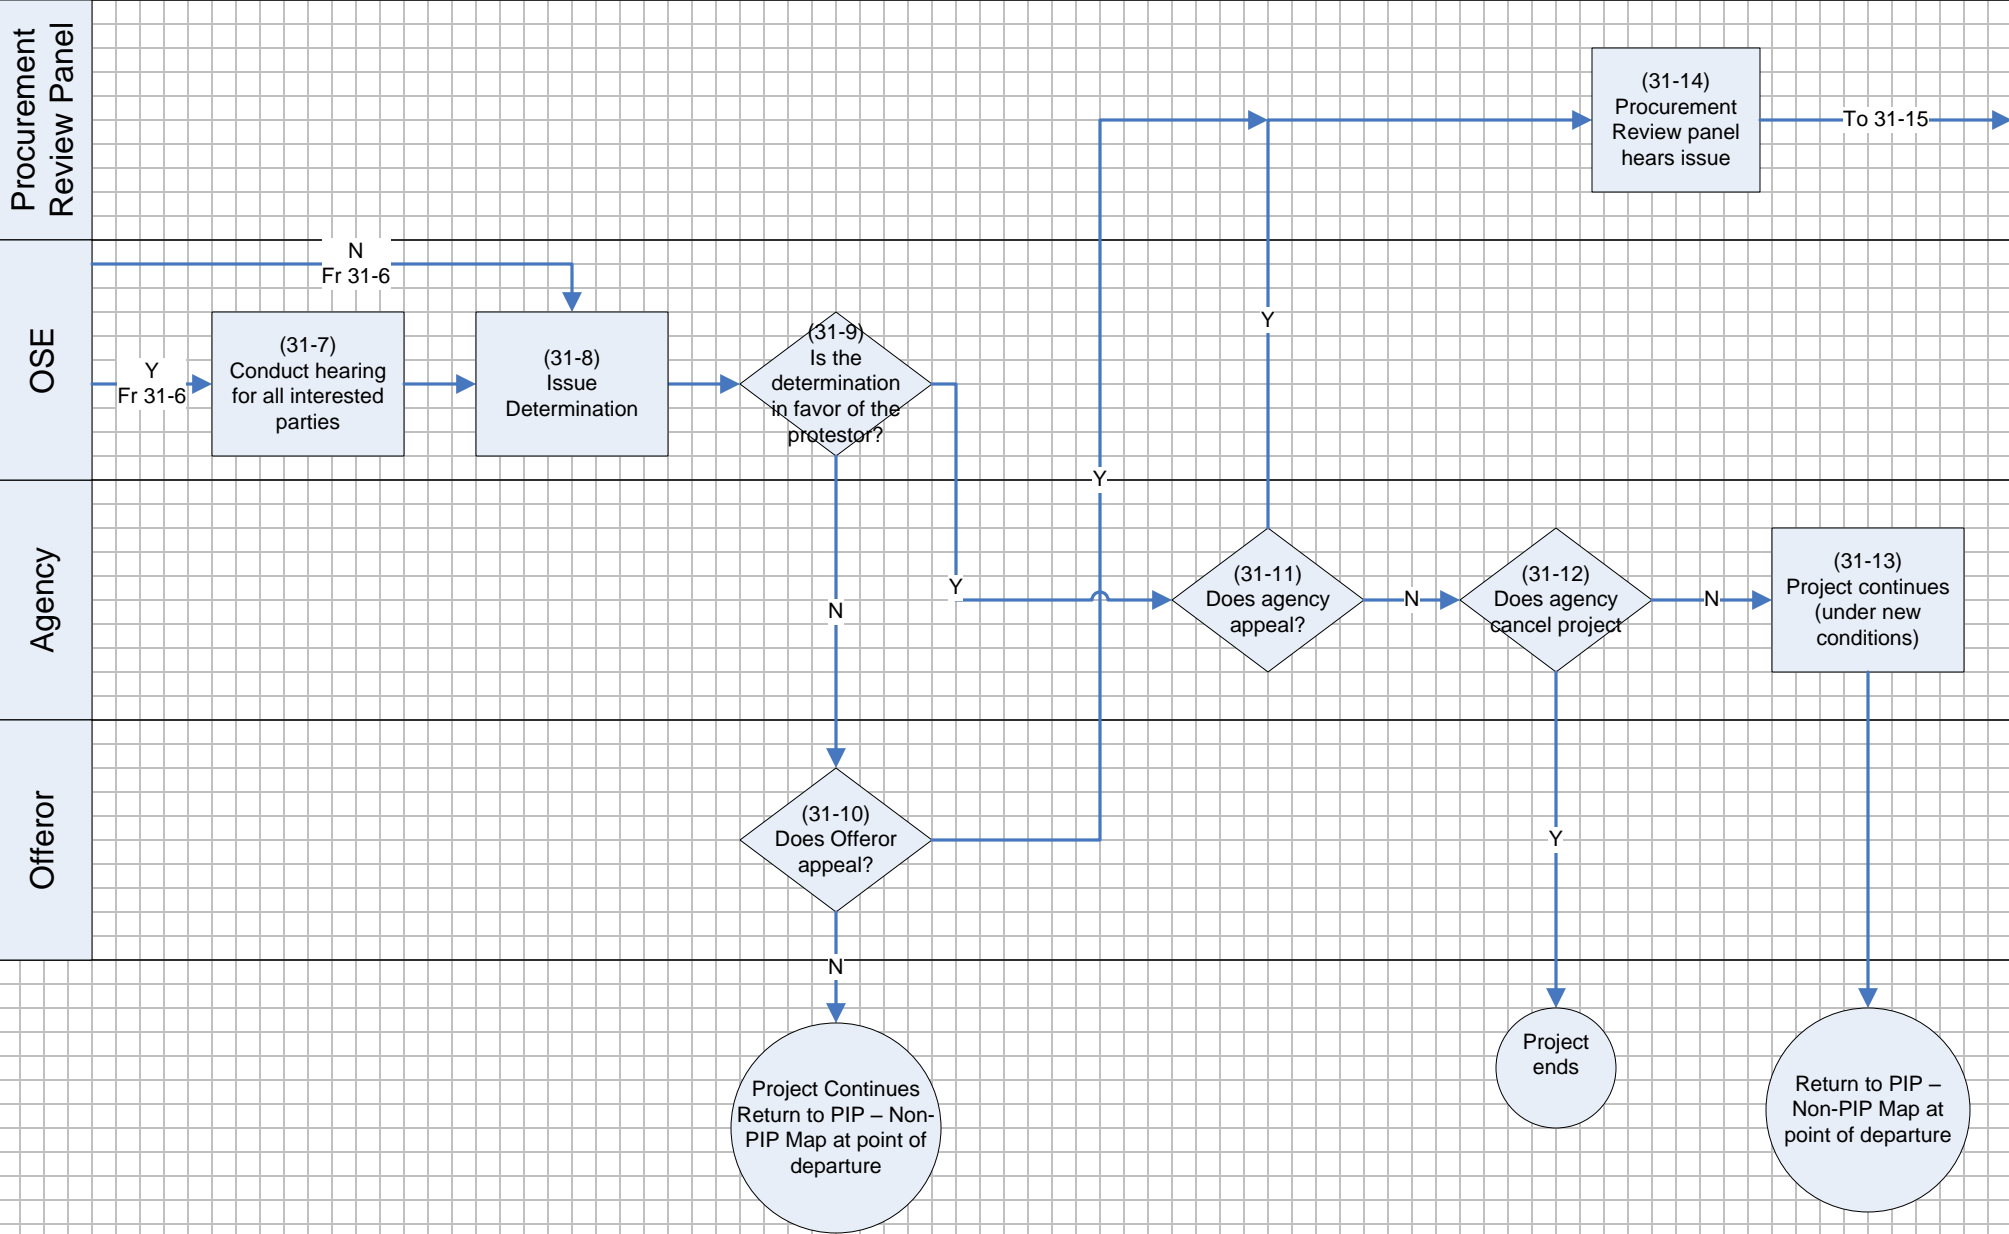 Procurement
Review Panel
(31-14)
Procurement
Review panel
hears issue
To 31-15
OSE
N
Fr 31-6
Y
Fr 31-6
(31-7)
Conduct hearing
for all interested
parties
(31-8)
Issue
Determination
(31-9)
Is the
determination
in favor of the
protestor?
Y
Y
Agency
N
Y
(31-11)
Does agency
appeal?
N
(31-12)
Does agency
cancel project
N
(31-13)
Project continues
(under new
conditions)
Offeror
(31-10)
Does Offeror
appeal?
Y
N
Project Continues
Return to PIP – Non-
PIP Map at point of
departure
Project
ends
Return to PIP –
Non-PIP Map at
point of departure